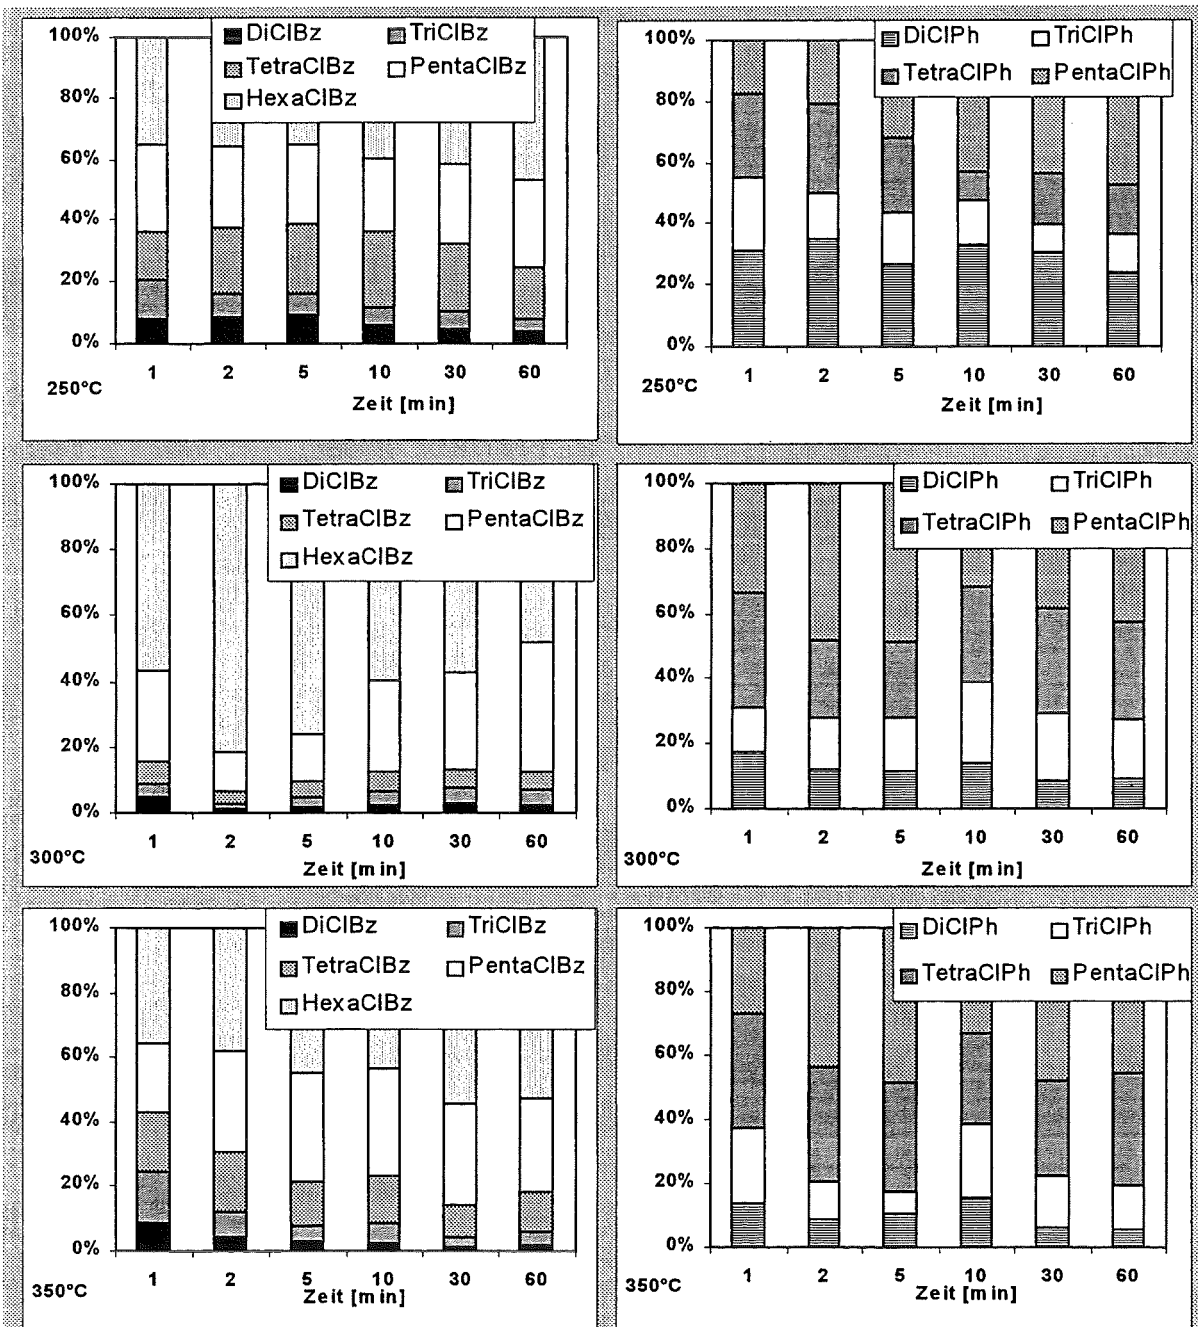 DiClBz TriClBz
TetraClBz PentaClBz
HexaClBz
100%
80%
60%
40%
20%
0%
1 2 5 10 30 60
250°C
Zeit [min]
DiClPh TriClPh
TetraClPh PentaClPh
100%
80%
60%
40%
20%
0%
1 2 5 10 30 60
250°C
Zeit [min]
DiClBz TriClBz
TetraClBz PentaClBz
HexaClBz
100%
80%
60%
40%
20%
0%
1 2 5 10 30 60
300°C
Zeit [min]
DiClPh TriClPh
TetraClPh PentaClPh
100%
80%
60%
40%
20%
0%
1 2 5 10 30 60
300°C
Zeit [min]
DiClBz TriClBz
TetraClBz PentaClBz
HexaClBz
100%
80%
60%
40%
20%
0%
1 2 5 10 30 60
350°C
Zeit [min]
DiClPh TriClPh
TetraClPh PentaClPh
100%
80%
60%
40%
20%
0%
1 2 5 10 30 60
350°C
Zeit [min]